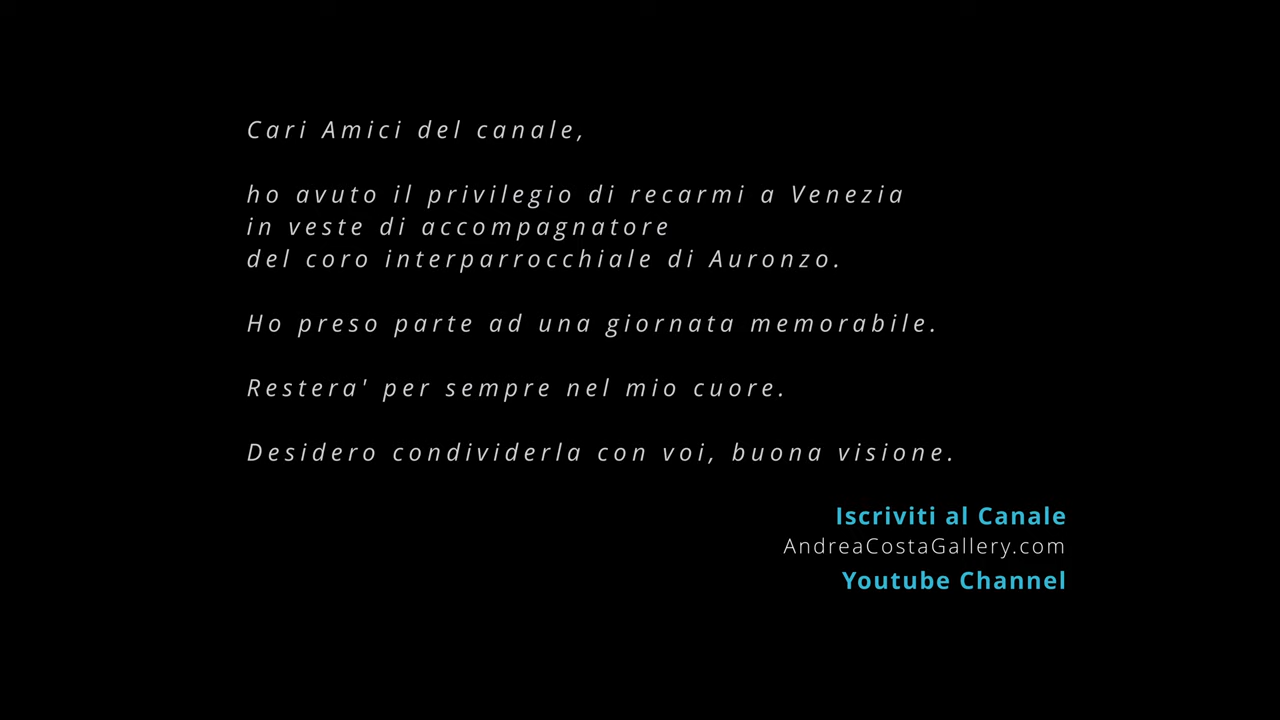 Cari Amici del canale,
ho avuto il privilegio di recarmi a Venezia
in veste di accompagnatore
del coro interparrocchiale di Auronzo.
Ho preso parte ad una giornata memorabile.
Restera' per sempre nel mio cuore.
Desidero condividerla con voi, buona visione.
Iscriviti al Canale
AndreaCostaGallery.com
Youtube Channel